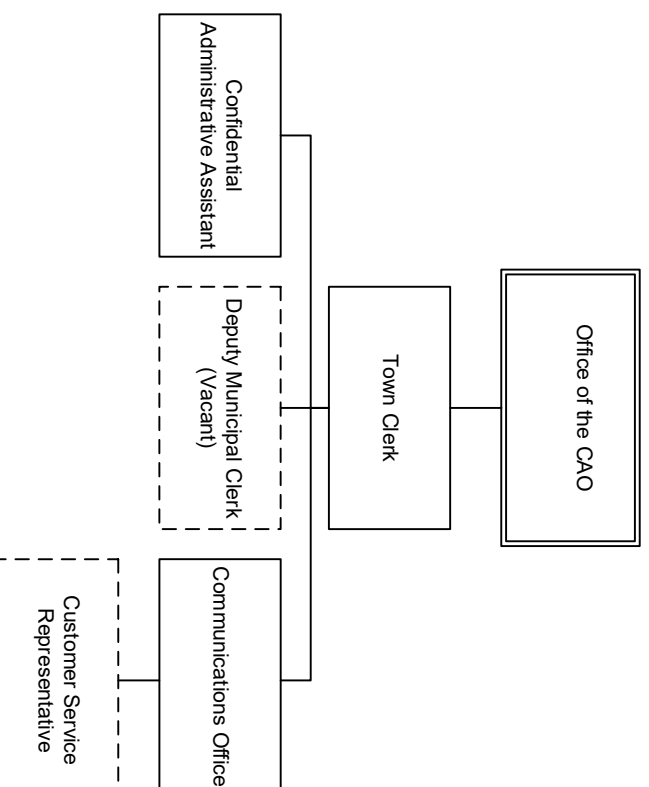 Office of the CAO
Town Clerk
Confidential
Administrative Assistant
Deputy Municipal Clerk
(Vacant)
Communications Office
Customer Service
Representative